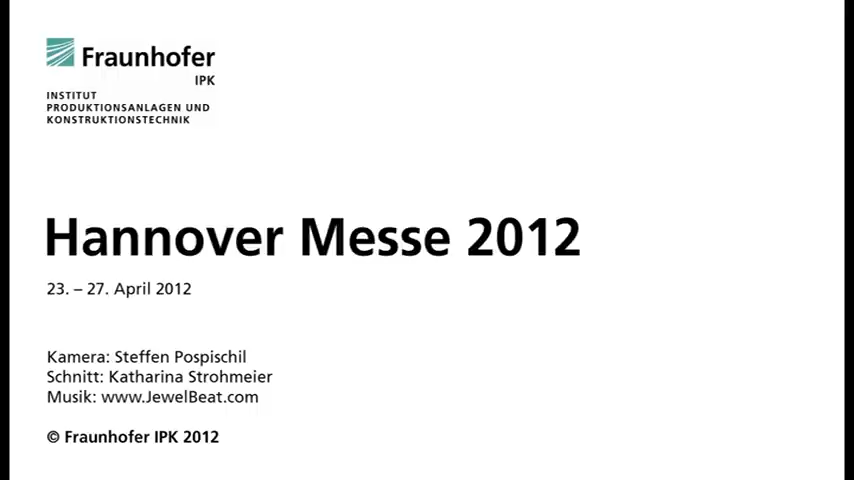 Fraunhofer
IPK
INSTITUT
PRODUKTIONSANLAGEN UND
KONSTRUKTIONSTECHNIK
Hannover Messe 2012
23. – 27. April 2012
Kamera: Steffen Pospischil
Schnitt: Katharina Strohmeier
Musik: www.JewelBeat.com
© Fraunhofer IPK 2012